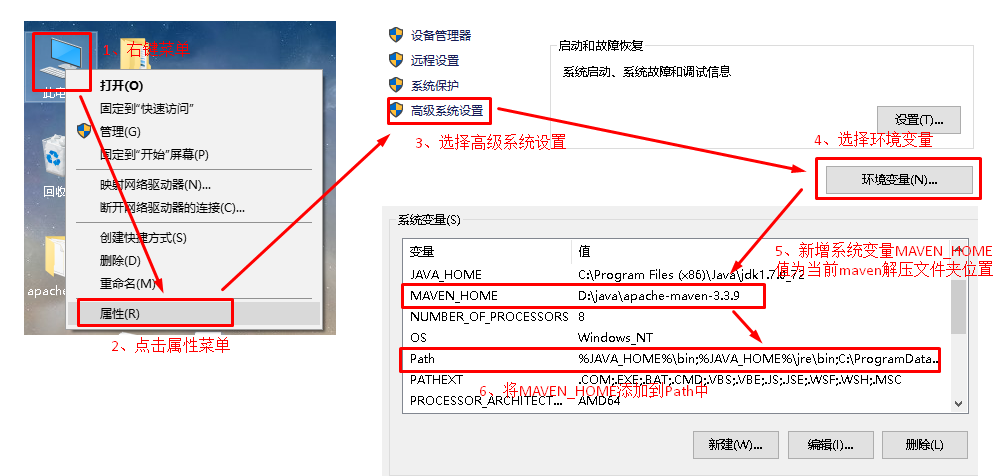 1、右键菜单
此电
打开(O)
固定到“快速访问”
管理(G)
固定到“开始”屏幕(P)
回收
映射网络驱动器(N)...
断开网络驱动器的连接(C)...
创建快捷方式(S)
删除(D)
重命名(M)
apache
属性(R)
2、点击属性菜单
设备管理器
远程设置
系统保护
高级系统设置
3、选择高级系统设置
启动和故障恢复
系统启动、系统故障和调试信息
设置(T)...
4、选择环境变量
环境变量(N)...
系统变量(S)
5、新增系统变量MAVEN_HOME
值为当前maven解压文件夹位置
变量 值
JAVA_HOME C:\Program Files (x86)\Java\jdk1.7.0_72
MAVEN_HOME D:\java\apache-maven-3.3.9
NUMBER_OF_PROCESSORS 8
OS Windows_NT
Path %JAVA_HOME%\bin;%JAVA_HOME%\jre\bin;C:\ProgramData...
PATHEXT .COM;.EXE;.BAT;.CMD;.VBS;.VBE;.JS;.JSE;.WSF;.WSH;.MSC
6、将MAVEN_HOME添加到Path中
PROCESSOR_ARCHITECT... AMD64
新建(W)...
编辑(I)...
删除(L)